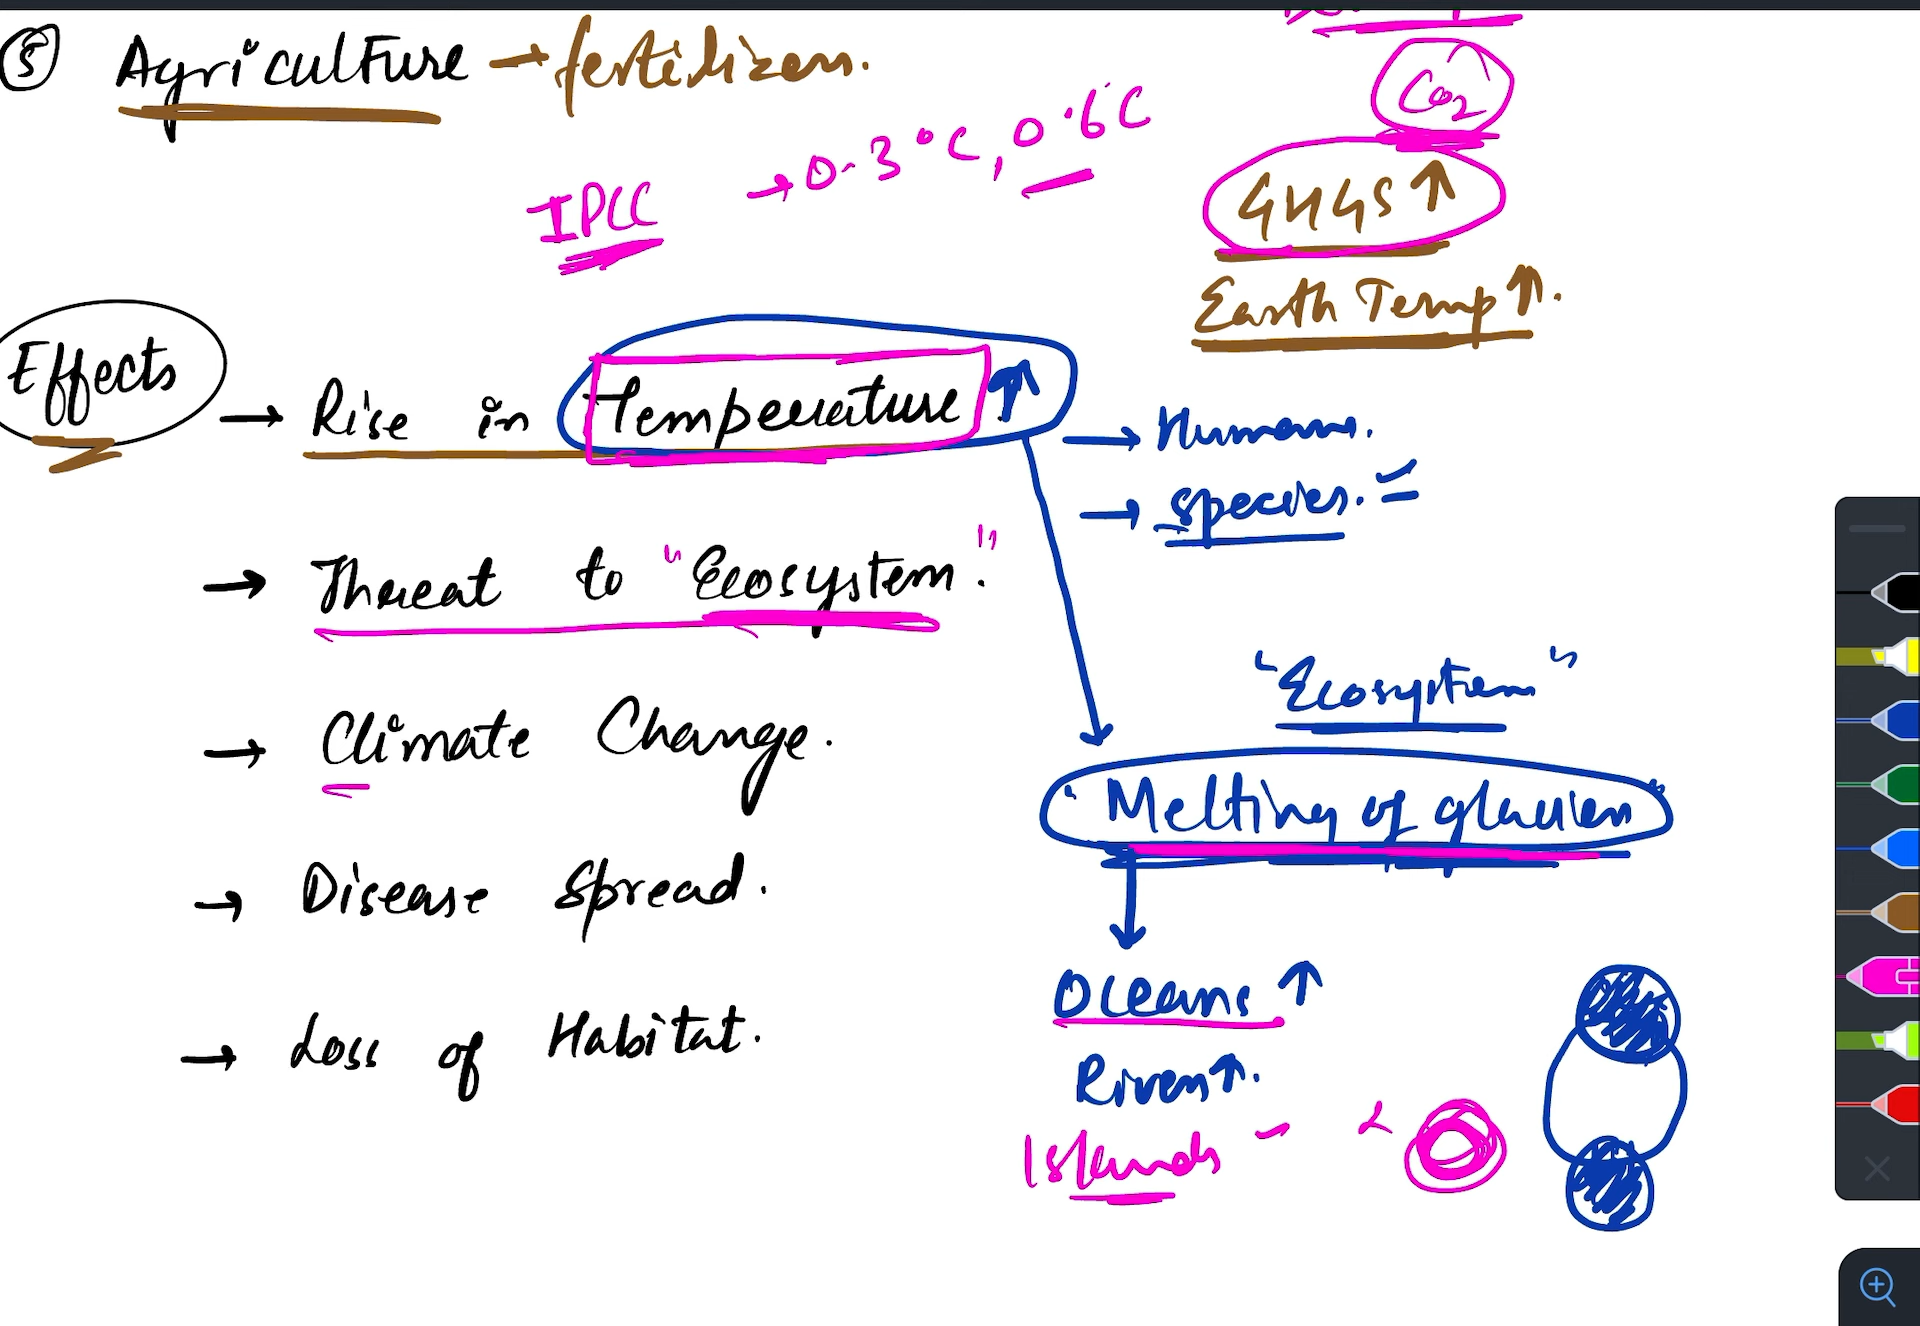 5 Agriculture → fertilizers.
CO2
IPCC → 0.3°C, 0.6C
GHGS ↑
Earth Temp ↑.
Effects → Rise in Temperature ↑
→ Humans.
→ species.
→ Threat to "Ecosystem."
"Ecosystem"
→ Climate Change.
"Melting of glaciers"
→ Disease Spread.
Oceans ↑
→ Loss of Habitat.
Rivers ↑.
Islands -